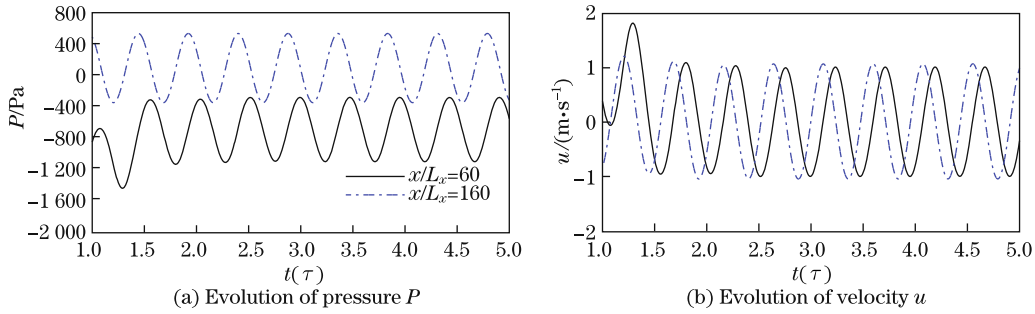 800
400
0
−400
−800
−1 200
−1 600
−2 000
P/Pa
x/Lₓ=60
x/Lₓ=160
1.0 1.5 2.0 2.5 3.0 3.5 4.0 4.5 5.0
t(τ)
(a) Evolution of pressure P
2
1
0
−1
−2
u/(m•s⁻¹)
1.0 1.5 2.0 2.5 3.0 3.5 4.0 4.5 5.0
t(τ)
(b) Evolution of velocity u